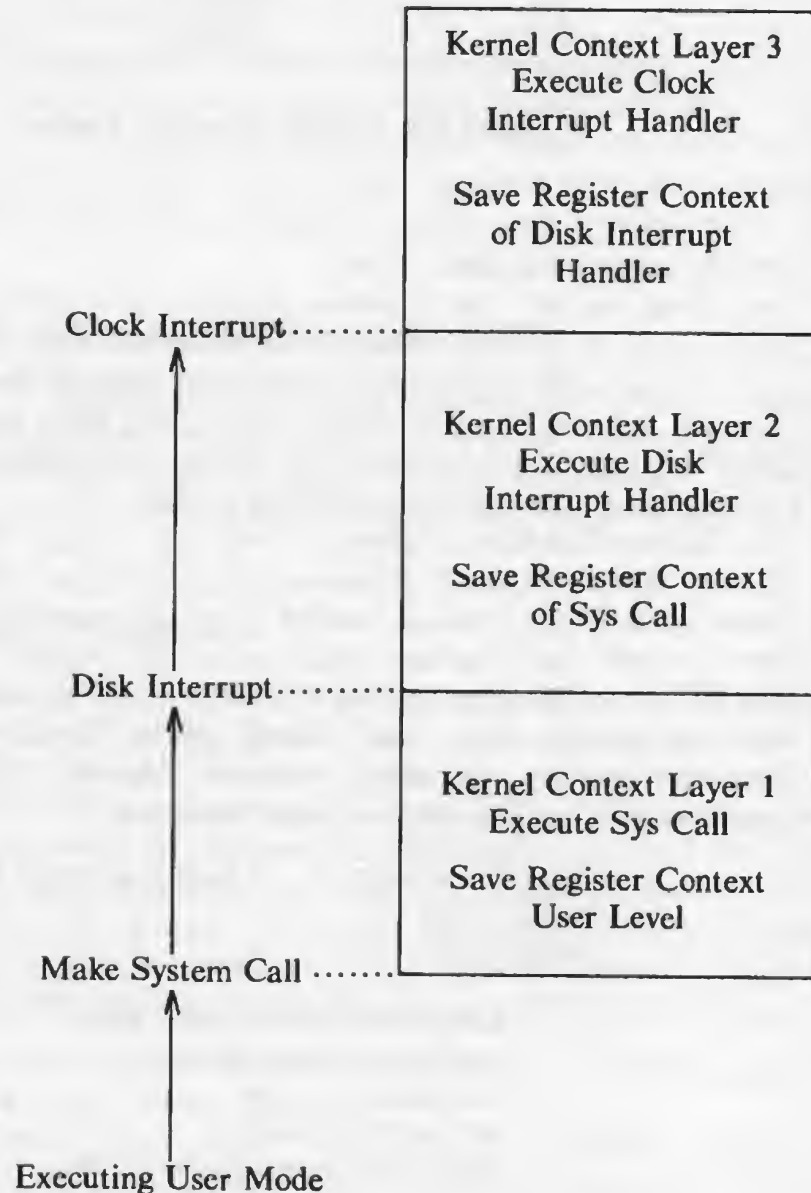 Kernel Context Layer 3
Execute Clock
Interrupt Handler
Save Register Context
of Disk Interrupt
Handler
Clock Interrupt
Kernel Context Layer 2
Execute Disk
Interrupt Handler
Save Register Context
of Sys Call
Disk Interrupt
Kernel Context Layer 1
Execute Sys Call
Save Register Context
User Level
Make System Call
Executing User Mode